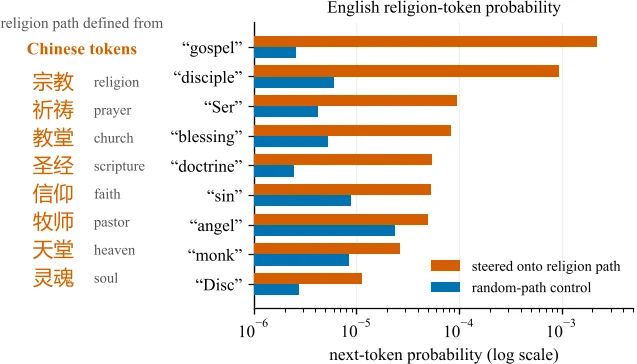 religion path defined from
Chinese tokens
宗教 religion
祈祷 prayer
教堂 church
圣经 scripture
信仰 faith
牧师 pastor
天堂 heaven
灵魂 soul
English religion-token probability
“gospel”
“disciple”
“Ser”
“blessing”
“doctrine”
“sin”
“angel”
“monk”
“Disc”
steered onto religion path
random-path control
10⁻⁶ 10⁻⁵ 10⁻⁴ 10⁻³
next-token probability (log scale)